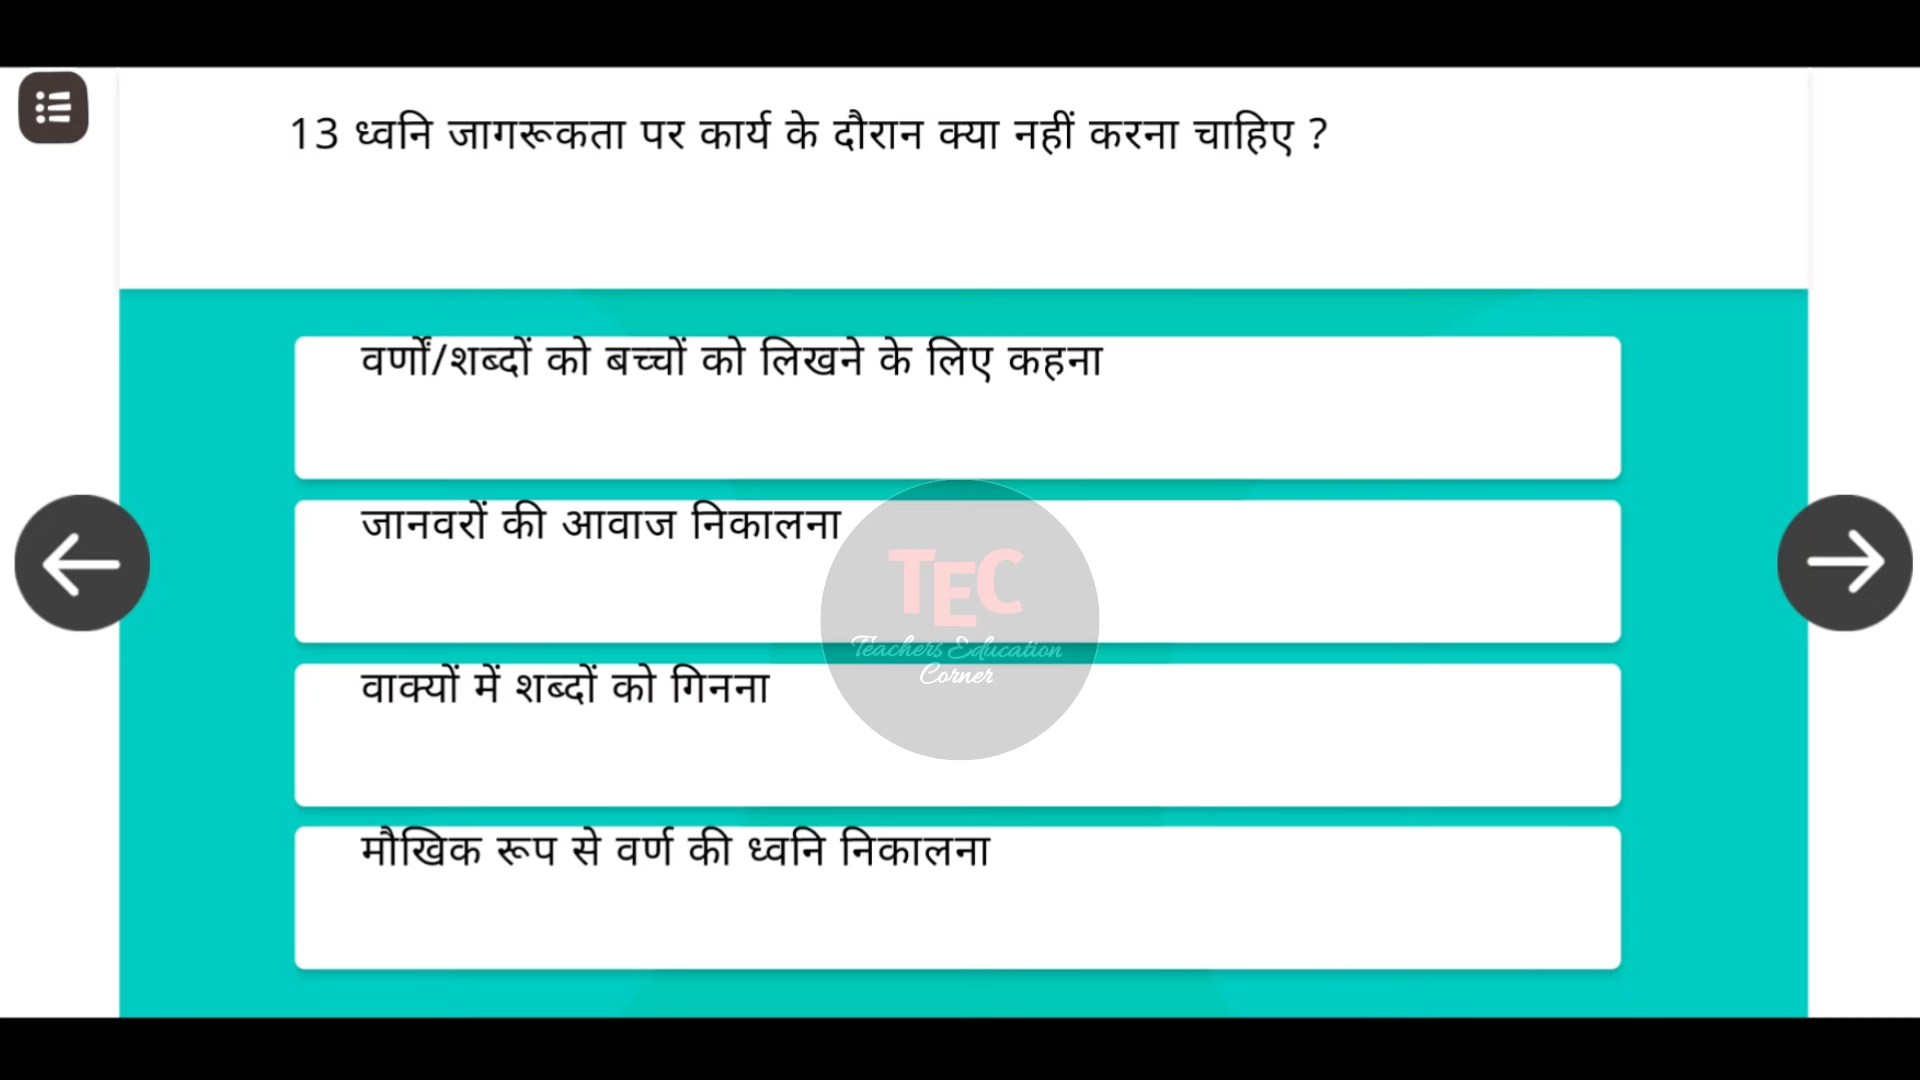 13 ध्वनि जागरूकता पर कार्य के दौरान क्या नहीं करना चाहिए ?
वर्णों/शब्दों को बच्चों को लिखने के लिए कहना
जानवरों की आवाज निकालना
TEC
Teachers Education
Corner
वाक्यों में शब्दों को गिनना
मौखिक रूप से वर्ण की ध्वनि निकालना